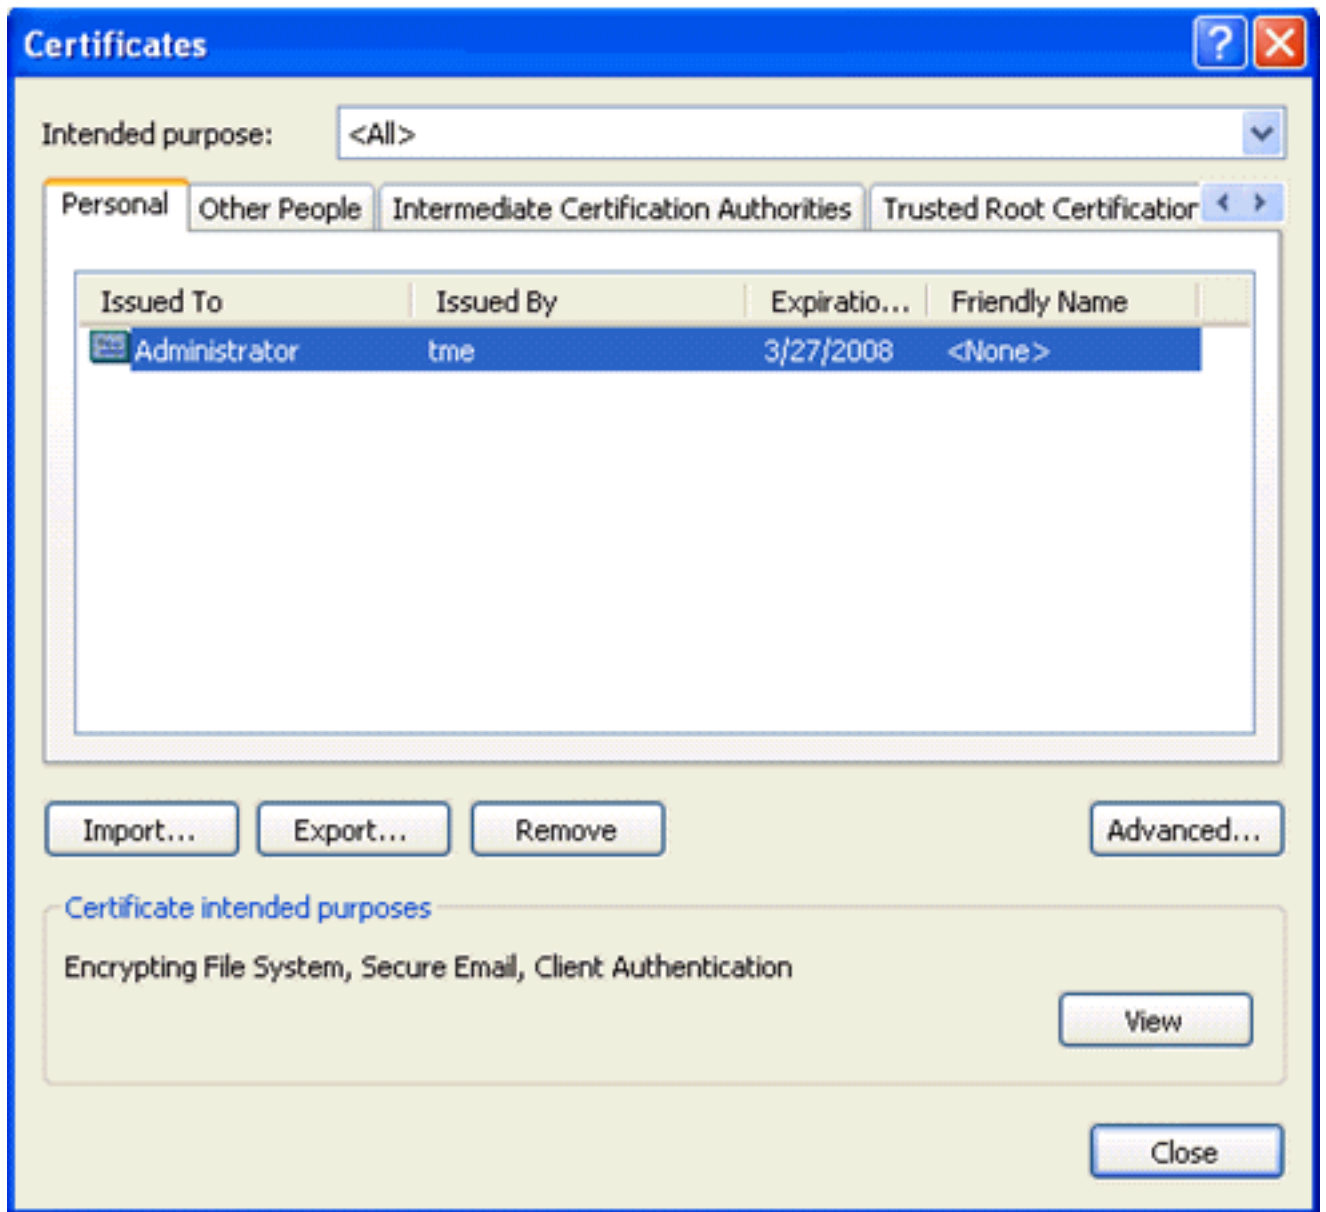 Certificates
Intended purpose: <All>
Personal Other People Intermediate Certification Authorities Trusted Root Certification
Issued To Issued By Expiratio... Friendly Name
Administrator tme 3/27/2008 <None>
Import... Export... Remove Advanced...
Certificate intended purposes
Encrypting File System, Secure Email, Client Authentication
View
Close